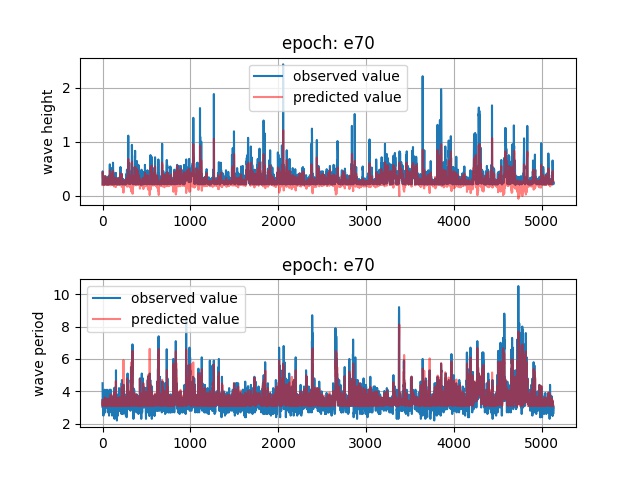 epoch: e70
wave height
2
1
0
observed value
predicted value
0 1000 2000 3000 4000 5000
epoch: e70
wave period
10
8
6
4
2
observed value
predicted value
0 1000 2000 3000 4000 5000